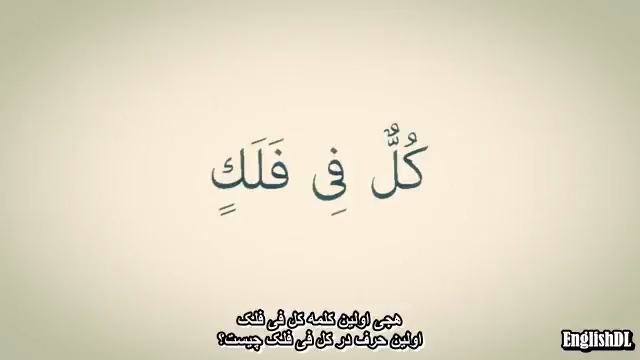 كُلٌّ فِى فَلَكٍ
هجی اولین کلمه کل فی فلک
اولین حرف در کل فی فلک چیست؟
EnglishDL